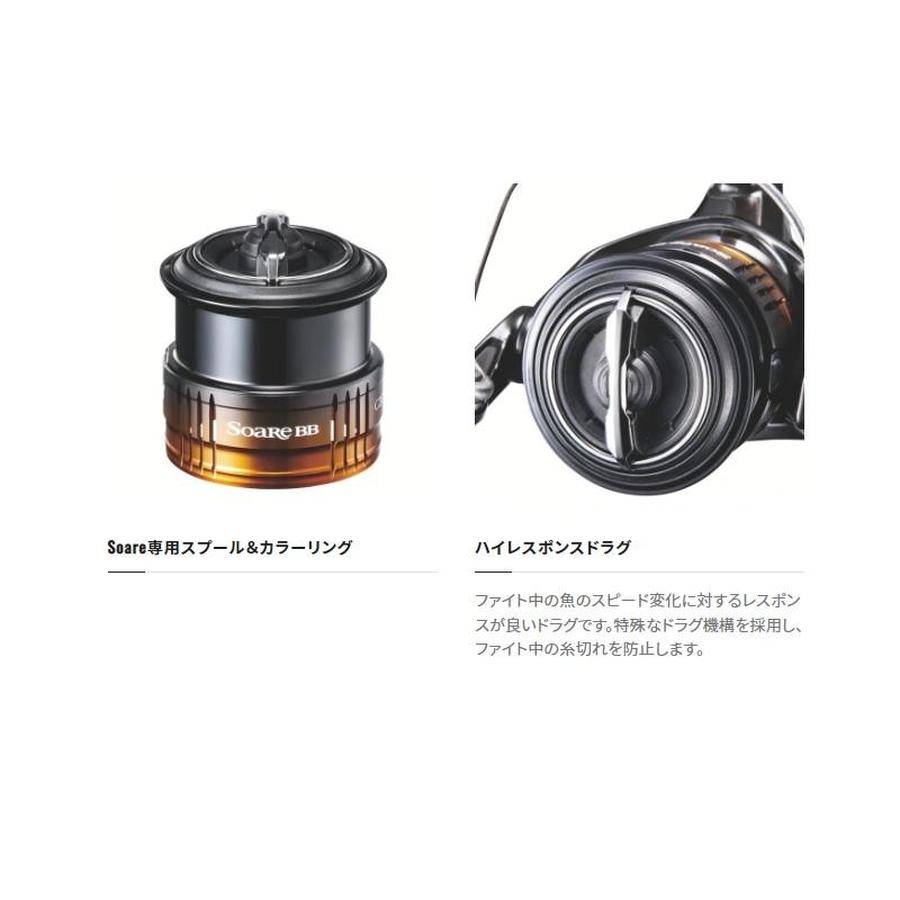 Soare BB
Soare専用スプール&カラーリング
ハイレスポンスドラグ
ファイト中の魚のスピード変化に対するレスポン
スが良いドラグです。特殊なドラグ機構を採用し、
ファイト中の糸切れを防止します。